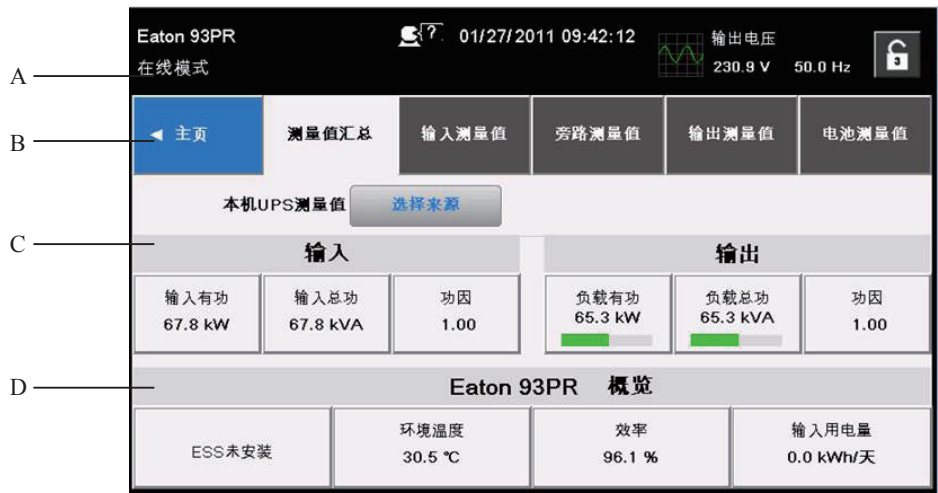 Eaton 93PR
? 01/27/2011 09:42:12
输出电压
A
在线模式
230.9 V 50.0 Hz
3
B
主页
测量值汇总
输入测量值
旁路测量值
输出测量值
电池测量值
本机UPS测量值
选择来源
C
输入
输出
输入有功
67.8 kW
输入总功
67.8 kVA
功因
1.00
负载有功
65.3 kW
负载总功
65.3 kVA
功因
1.00
D
Eaton 93PR 概览
ESS未安装
环境温度
30.5 ℃
效率
96.1 %
输入用电量
0.0 kWh/天